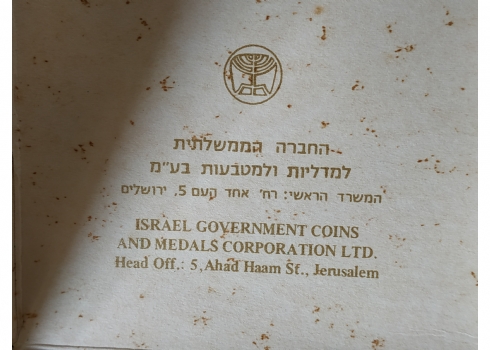 החברה הממשלתית
למדליות ולמטבעות בע"מ
המשרד הראשי: רח' אחד העם 5, ירושלים
ISRAEL GOVERNMENT COINS
AND MEDALS CORPORATION LTD.
Head Off.: 5, Ahad Haam St., Jerusalem